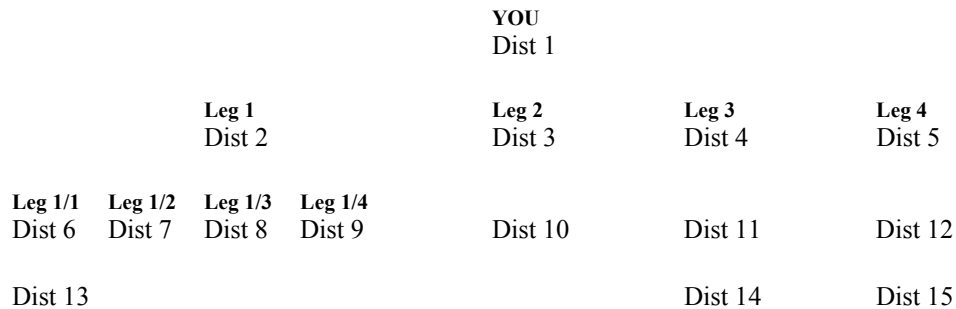 YOU
Dist 1
Leg 1 Leg 2 Leg 3 Leg 4
Dist 2 Dist 3 Dist 4 Dist 5
Leg 1/1 Leg 1/2 Leg 1/3 Leg 1/4
Dist 6 Dist 7 Dist 8 Dist 9 Dist 10 Dist 11 Dist 12
Dist 13 Dist 14 Dist 15